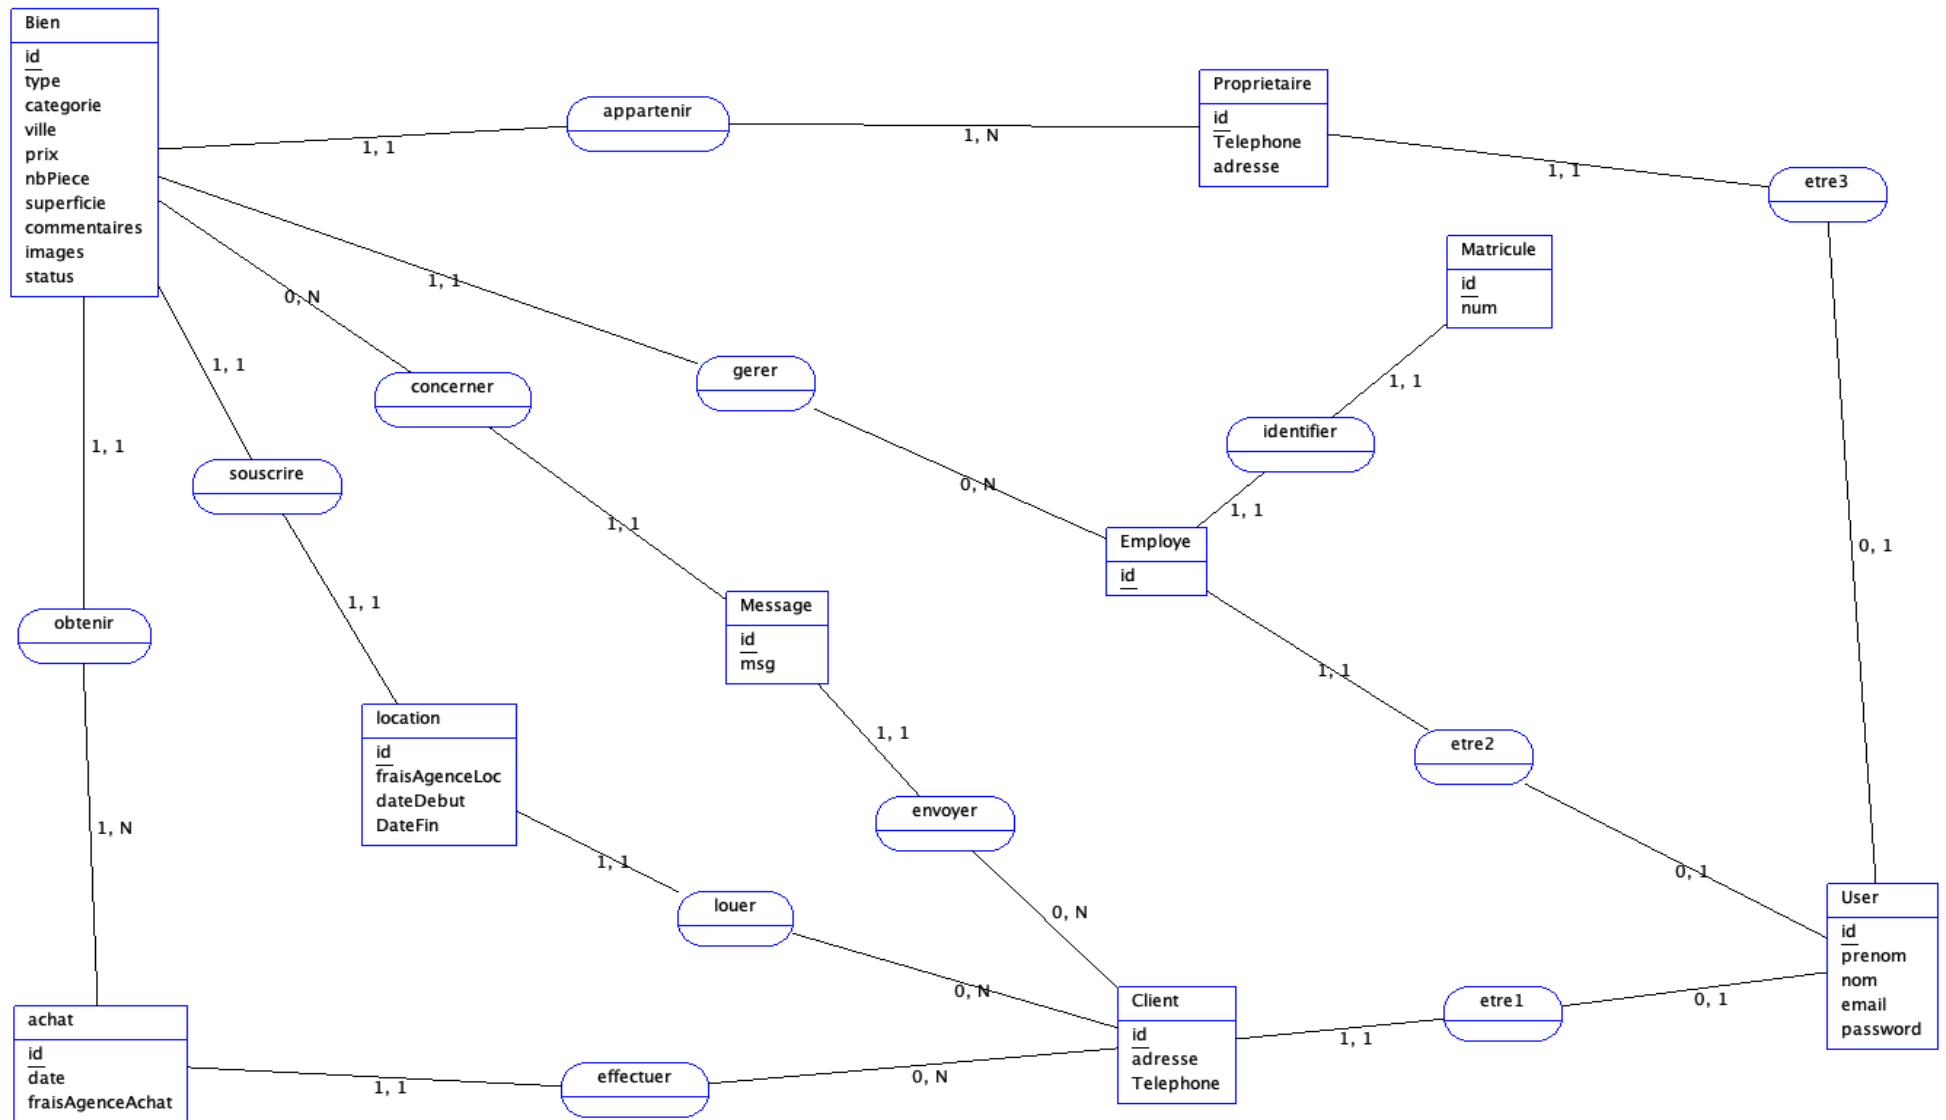 Bien
id
type
categorie
ville
prix
nbPiece
superficie
commentaires
images
status
appartenir
1, 1
1, N
Proprietaire
id
Telephone
adresse
1, 1
etre3
0, 1
Matricule
id
num
1, 1
identifier
1, 1
1, 1
gerer
0, N
0, N
concerner
1, 1
1, 1
souscrire
1, 1
1, 1
obtenir
1, N
Employe
id
1, 1
etre2
0, 1
Message
id
msg
1, 1
envoyer
0, N
location
id
fraisAgenceLoc
dateDebut
DateFin
1, 1
louer
0, N
User
id
prenom
nom
email
password
Client
id
adresse
Telephone
1, 1
etre1
0, 1
achat
id
date
fraisAgenceAchat
1, 1
effectuer
0, N